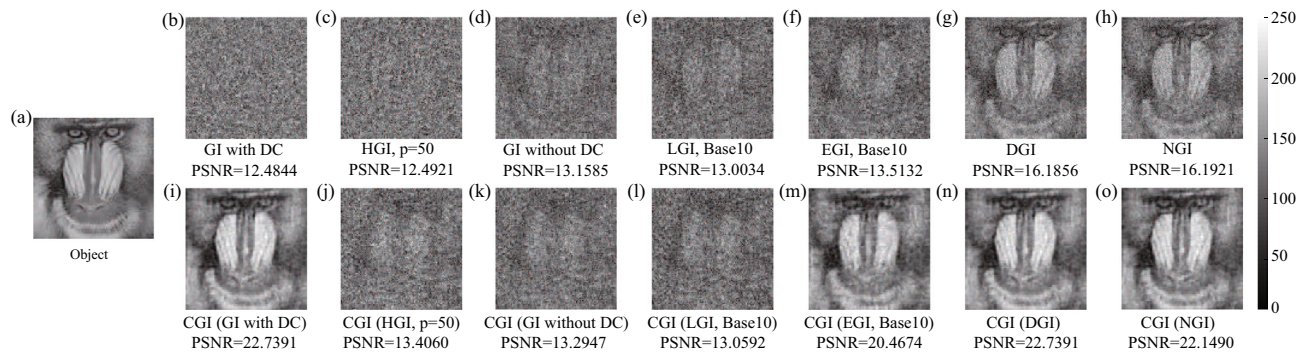 (a)
Object
(b)
GI with DC
PSNR=12.4844
(c)
HGI, p=50
PSNR=12.4921
(d)
GI without DC
PSNR=13.1585
(e)
LGI, Base10
PSNR=13.0034
(f)
EGI, Base10
PSNR=13.5132
(g)
DGI
PSNR=16.1856
(h)
NGI
PSNR=16.1921
(i)
CGI (GI with DC)
PSNR=22.7391
(j)
CGI (HGI, p=50)
PSNR=13.4060
(k)
CGI (GI without DC)
PSNR=13.2947
(l)
CGI (LGI, Base10)
PSNR=13.0592
(m)
CGI (EGI, Base10)
PSNR=20.4674
(n)
CGI (DGI)
PSNR=22.7391
(o)
CGI (NGI)
PSNR=22.1490
250
200
150
100
50
0